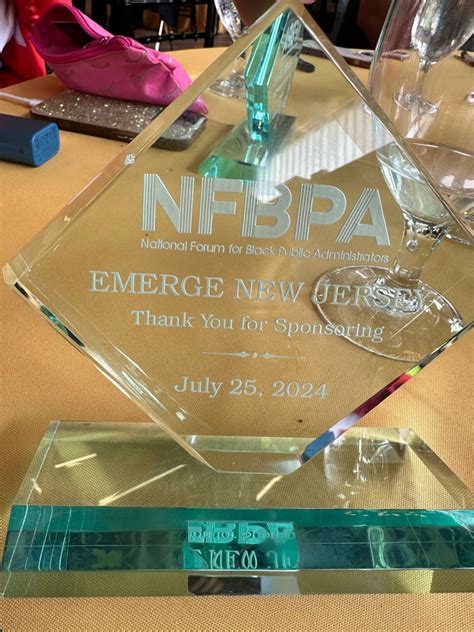 NFBPA
National Forum for Black Public Administrators
EMERGE NEW JERSEY
Thank You for Sponsoring
July 25, 2024